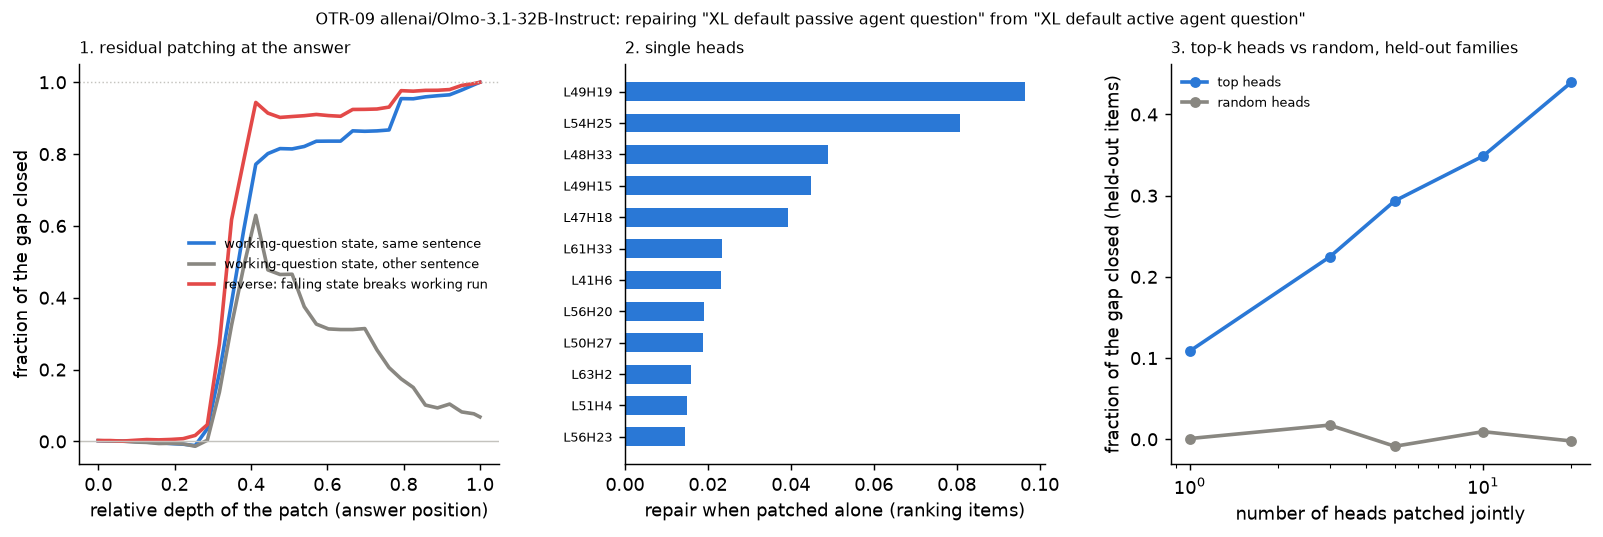 OTR-09 allenai/Olmo-3.1-32B-Instruct: repairing "XL default passive agent question" from "XL default active agent question"
1. residual patching at the answer
fraction of the gap closed
1.0
0.8
0.6
0.4
0.2
0.0
working-question state, same sentence
working-question state, other sentence
reverse: failing state breaks working run
0.0 0.2 0.4 0.6 0.8 1.0
relative depth of the patch (answer position)
2. single heads
L49H19
L54H25
L48H33
L49H15
L47H18
L61H33
L41H6
L56H20
L50H27
L63H2
L51H4
L56H23
0.00 0.02 0.04 0.06 0.08 0.10
repair when patched alone (ranking items)
3. top-k heads vs random, held-out families
fraction of the gap closed (held-out items)
top heads
random heads
0.4
0.3
0.2
0.1
0.0
10⁰ 10¹
number of heads patched jointly